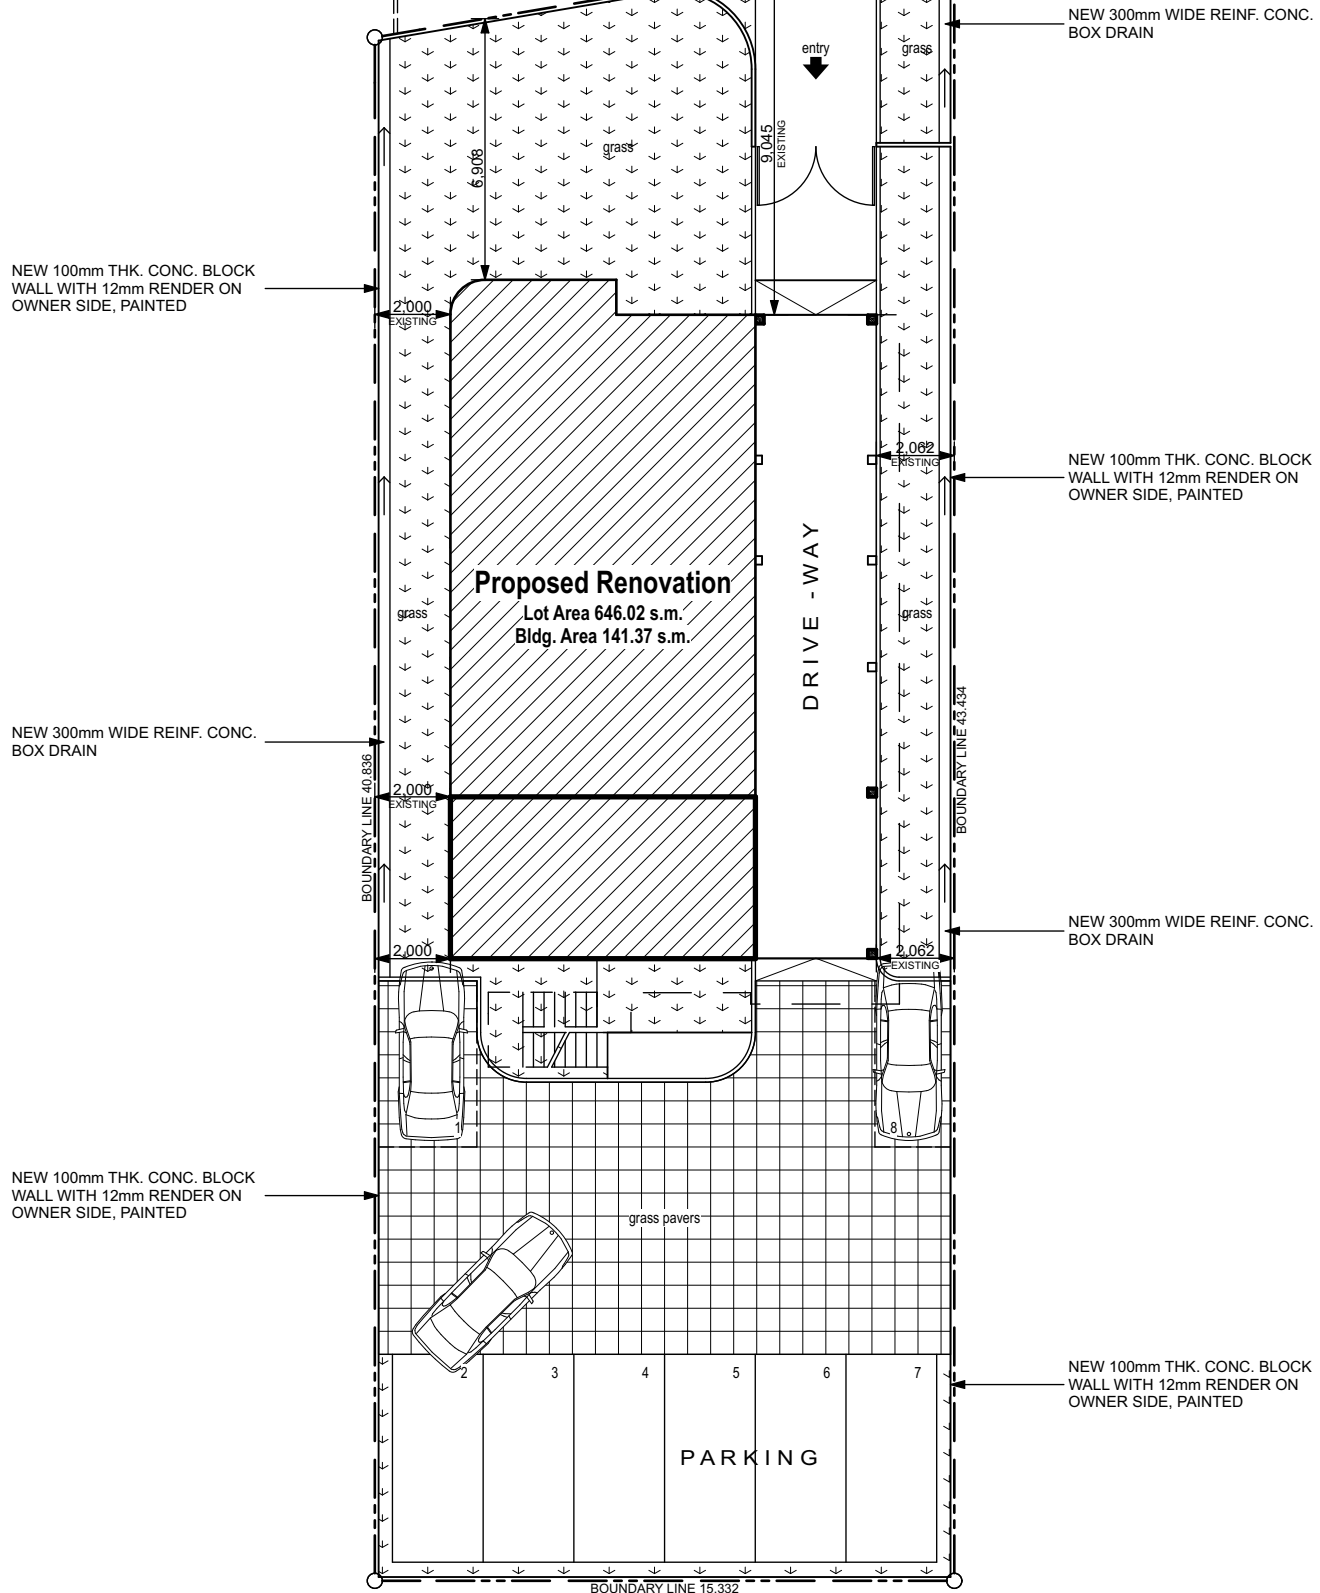 NEW 300mm WIDE REINF. CONC.
BOX DRAIN
entry
grass
9,045
EXISTING
grass
6,908
NEW 100mm THK. CONC. BLOCK
WALL WITH 12mm RENDER ON
OWNER SIDE, PAINTED
2,000
EXISTING
2,062
EXISTING
NEW 100mm THK. CONC. BLOCK
WALL WITH 12mm RENDER ON
OWNER SIDE, PAINTED
DRIVE - WAY
Proposed Renovation
Lot Area 646.02 s.m.
Bldg. Area 141.37 s.m.
grass
grass
NEW 300mm WIDE REINF. CONC.
BOX DRAIN
BOUNDARY LINE 40.836
BOUNDARY LINE 43.434
2,000
EXISTING
NEW 300mm WIDE REINF. CONC.
BOX DRAIN
2,000
2,062
EXISTING
1
8
NEW 100mm THK. CONC. BLOCK
WALL WITH 12mm RENDER ON
OWNER SIDE, PAINTED
grass pavers
2 3 4 5 6 7
NEW 100mm THK. CONC. BLOCK
WALL WITH 12mm RENDER ON
OWNER SIDE, PAINTED
PARKING
BOUNDARY LINE 15.332